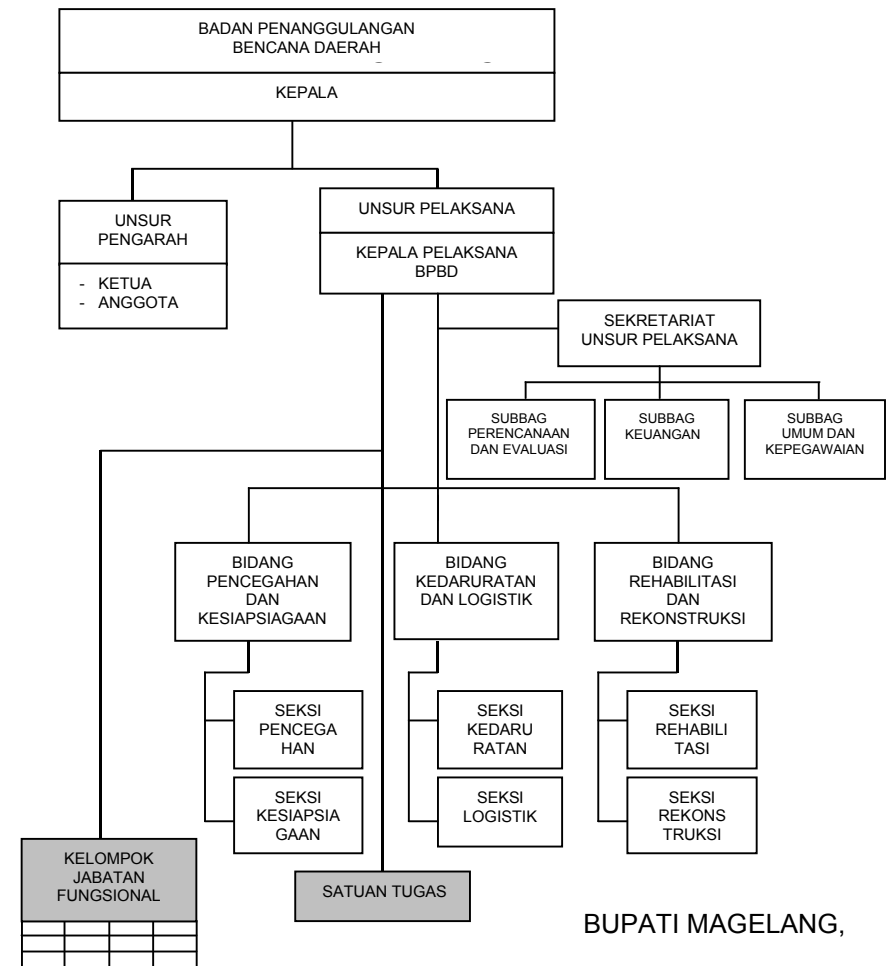 BADAN PENANGGULANGAN
BENCANA DAERAH
KEPALA
UNSUR
PENGARAH
- KETUA
- ANGGOTA
UNSUR PELAKSANA
KEPALA PELAKSANA
BPBD
SEKRETARIAT
UNSUR PELAKSANA
SUBBAG
PERENCANAAN
DAN EVALUASI
SUBBAG
KEUANGAN
SUBBAG
UMUM DAN
KEPEGAWAIAN
BIDANG
PENCEGAHAN
DAN
KESIAPSIAGAAN
BIDANG
KEDARURATAN
DAN LOGISTIK
BIDANG
REHABILITASI
DAN
REKONSTRUKSI
SEKSI
PENCEGA
HAN
SEKSI
KEDARU
RATAN
SEKSI
REHABILI
TASI
SEKSI
KESIAPSIA
GAAN
SEKSI
LOGISTIK
SEKSI
REKONS
TRUKSI
KELOMPOK
JABATAN
FUNGSIONAL
SATUAN TUGAS
BUPATI MAGELANG,